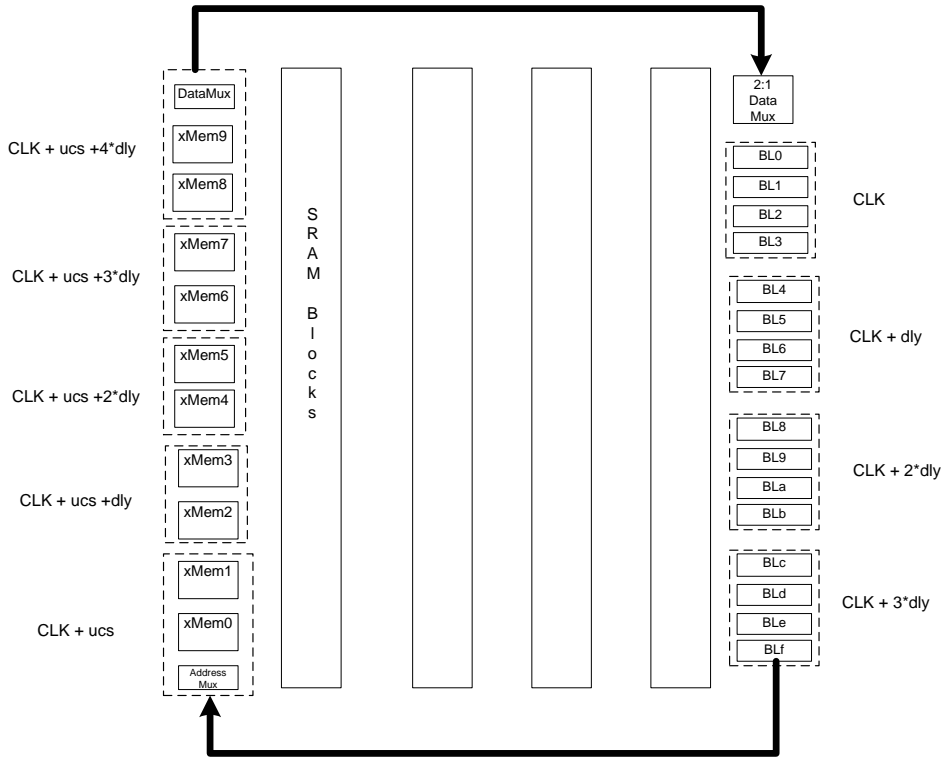 DataMux
xMem9
xMem8
CLK + ucs +4*dly
xMem7
xMem6
CLK + ucs +3*dly
xMem5
xMem4
CLK + ucs +2*dly
xMem3
xMem2
CLK + ucs +dly
xMem1
xMem0
Address
Mux
CLK + ucs
S
R
A
M
B
l
o
c
k
s
2:1
Data
Mux
BL0
BL1
BL2
BL3
CLK
BL4
BL5
BL6
BL7
CLK + dly
BL8
BL9
BLa
BLb
CLK + 2*dly
BLc
BLd
BLe
BLf
CLK + 3*dly